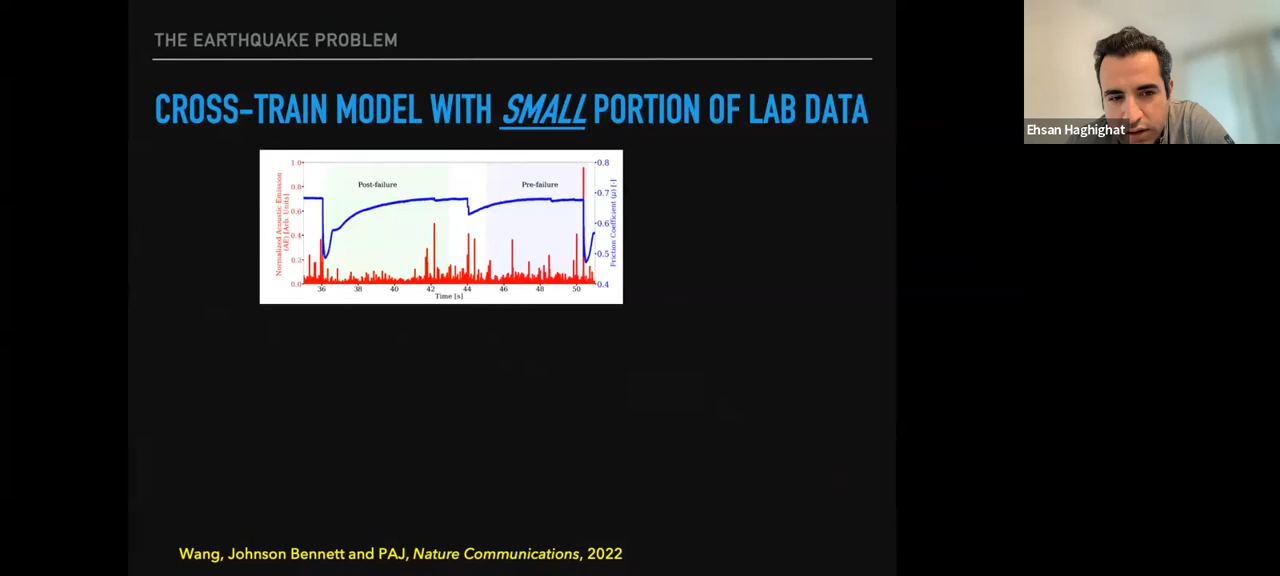 THE EARTHQUAKE PROBLEM
CROSS-TRAIN MODEL WITH SMALL PORTION OF LAB DATA
Ehsan Haghighat
Post-failure
Pre-failure
Normalized Acoustic Emission
(AE) [Arb. Units]
1.0
0.8
0.6
0.4
0.2
0.0
0.8
0.7
0.6
0.5
0.4
Friction Coefficient (μ) [-]
36 38 40 42 44 46 48 50
Time [s]
Wang, Johnson Bennett and PAJ, Nature Communications, 2022